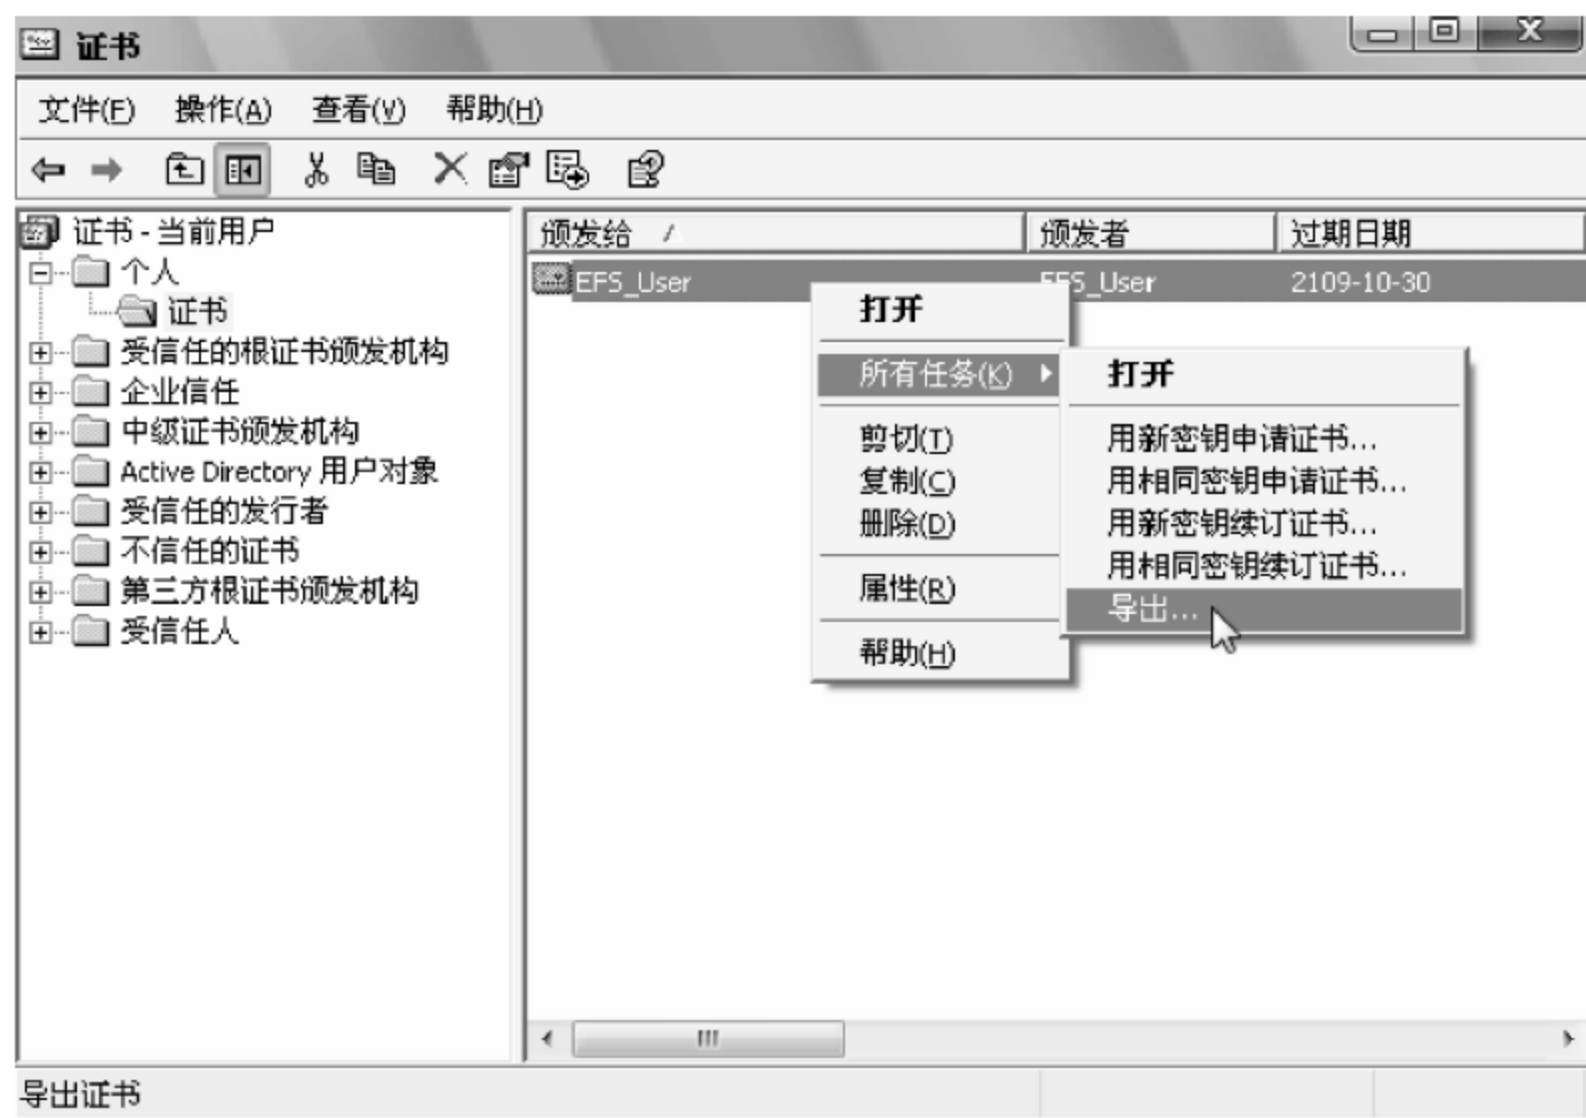 证书
文件(F) 操作(A) 查看(V) 帮助(H)
证书 - 当前用户
个人
证书
受信任的根证书颁发机构
企业信任
中级证书颁发机构
Active Directory 用户对象
受信任的发行者
不信任的证书
第三方根证书颁发机构
受信任人
颁发给 颁发者 过期日期
EFS_User EFS_User 2109-10-30
打开
所有任务(K)
剪切(T)
复制(C)
删除(D)
属性(R)
帮助(H)
打开
用新密钥申请证书...
用相同密钥申请证书...
用新密钥续订证书...
用相同密钥续订证书...
导出...
导出证书